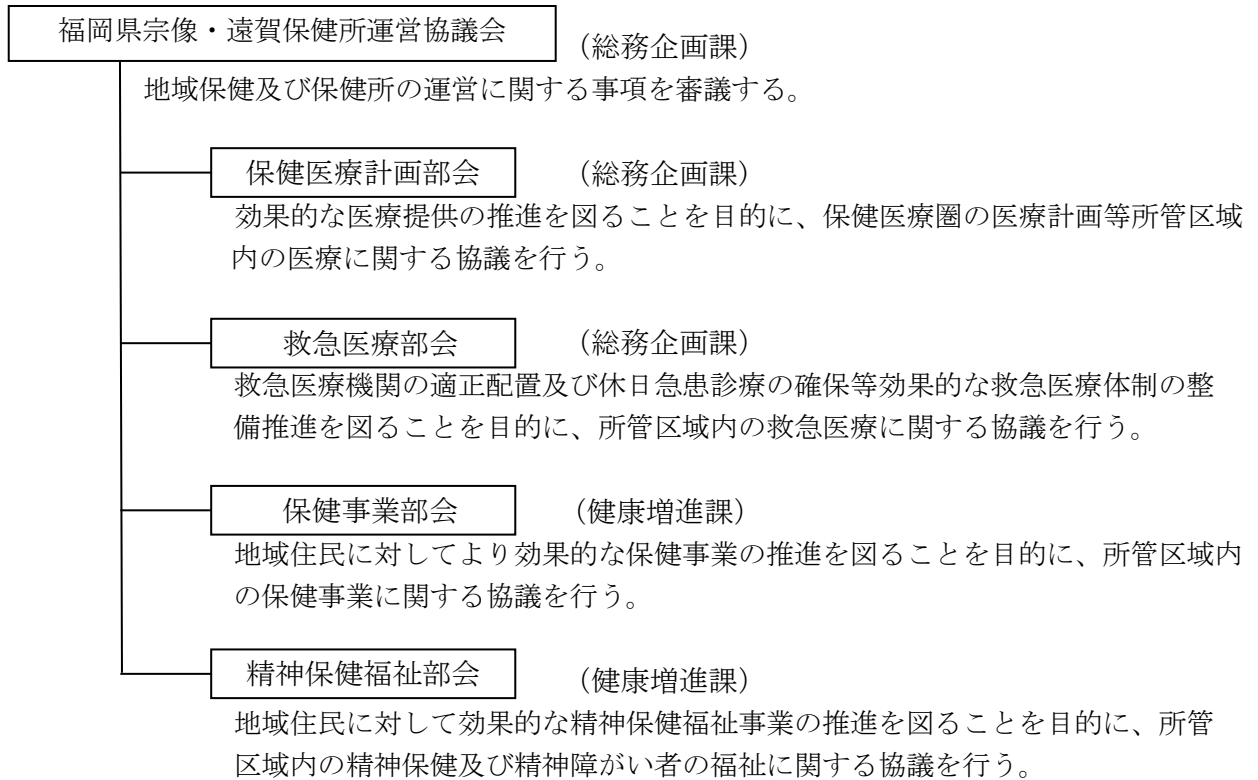 福岡県宗像・遠賀保健所運営協議会 （総務企画課）
地域保健及び保健所の運営に関する事項を審議する。
保健医療計画部会 （総務企画課）
効果的な医療提供の推進を図ることを目的に、保健医療圏の医療計画等所管区域
内の医療に関する協議を行う。
救急医療部会 （総務企画課）
救急医療機関の適正配置及び休日急患診療の確保等効果的な救急医療体制の整
備推進を図ることを目的に、所管区域内の救急医療に関する協議を行う。
保健事業部会 （健康増進課）
地域住民に対してより効果的な保健事業の推進を図ることを目的に、所管区域内
の保健事業に関する協議を行う。
精神保健福祉部会 （健康増進課）
地域住民に対して効果的な精神保健福祉事業の推進を図ることを目的に、所管
区域内の精神保健及び精神障がい者の福祉に関する協議を行う。